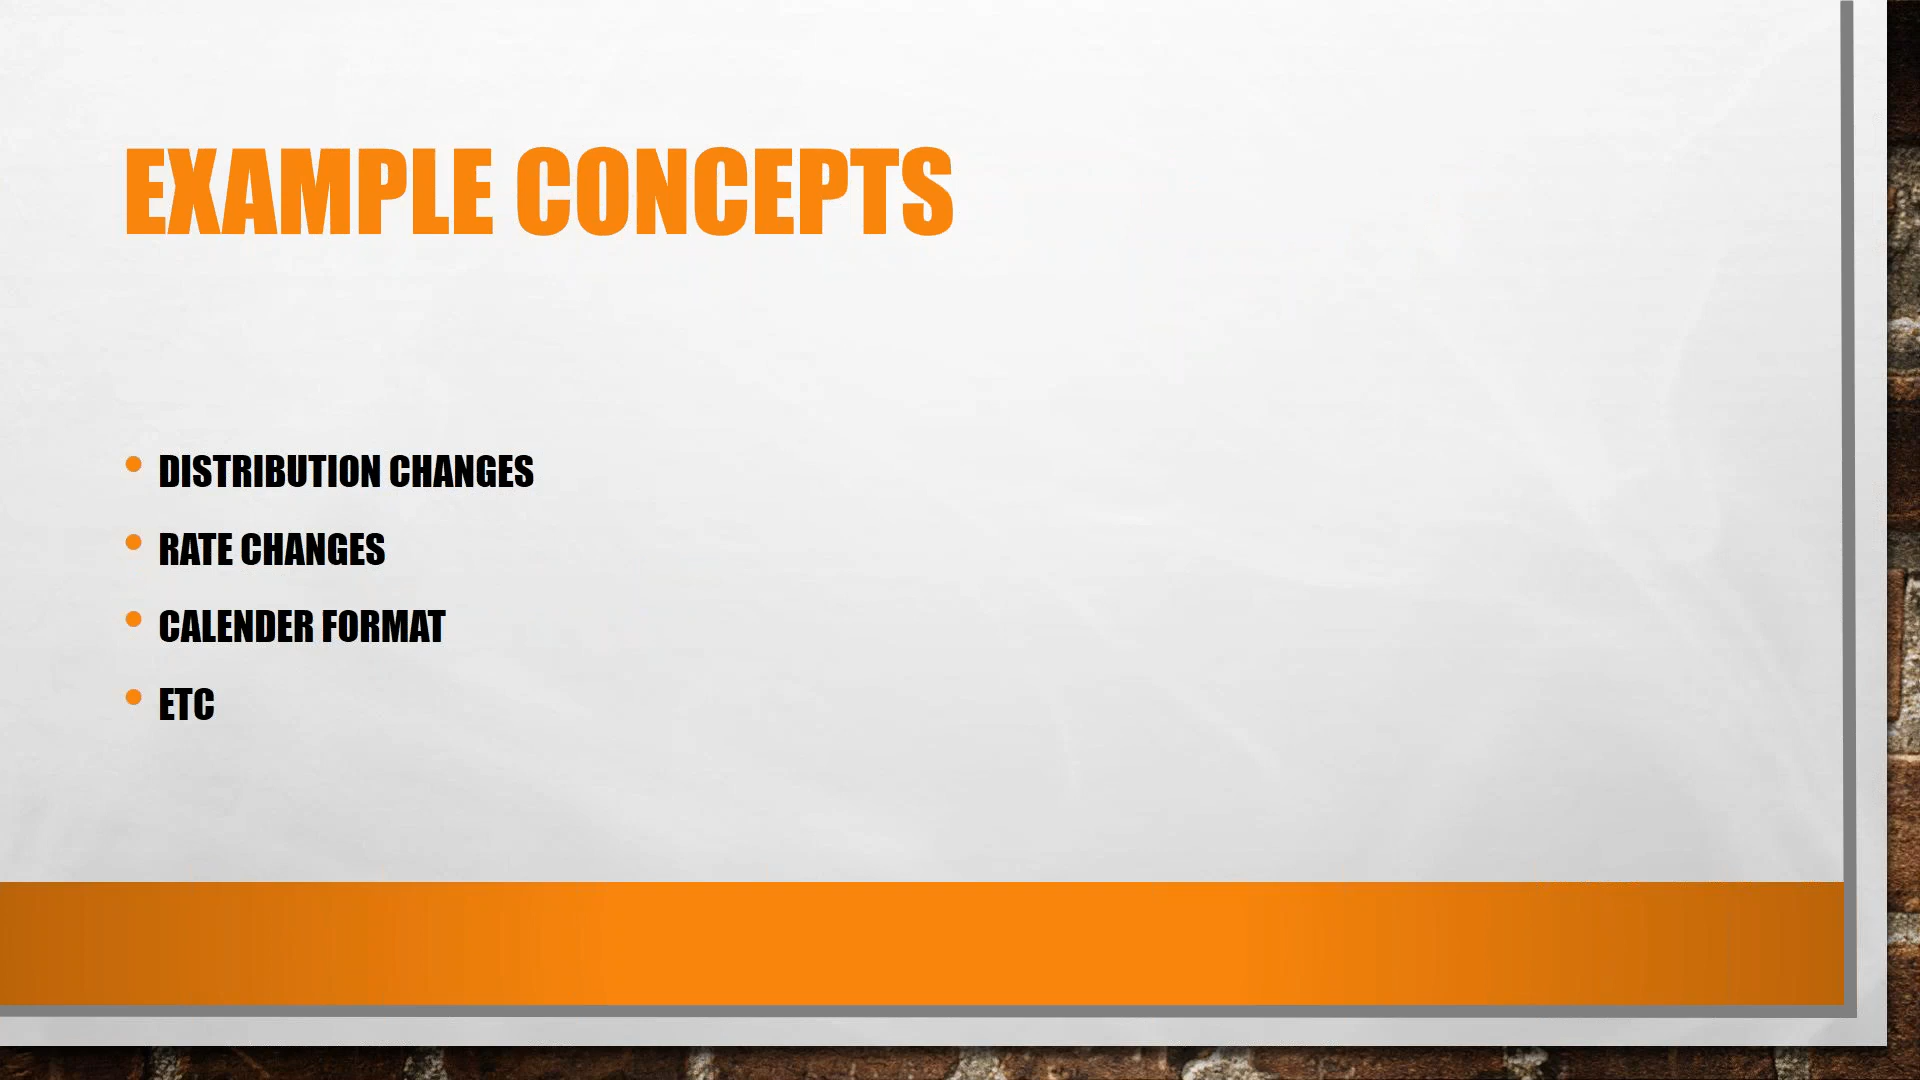 EXAMPLE CONCEPTS
• DISTRIBUTION CHANGES
• RATE CHANGES
• CALENDER FORMAT
• ETC